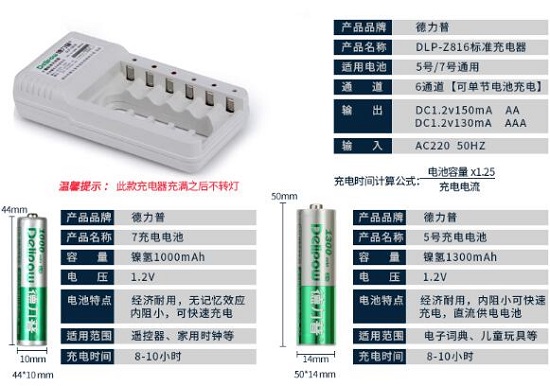 Delipow 德力普
产品品牌 德力普
产品名称 DLP-Z816标准充电器
适用电池 5号/7号通用
通道 6通道【可单节电池充电】
输出 DC1.2v150mA AA
DC1.2v130mA AAA
输入 AC220 50HZ
温馨提示： 此款充电器充满之后不转灯
充电时间计算公式： 电池容量 x1.25
充电电流
44mm
1000mAh
Delipow 德力普
10mm
44*10mm
产品品牌 德力普
产品名称 7充电电池
容量 镍氢1000mAh
电压 1.2V
电池特点 经济耐用，无记忆效应
内阻小，可快速充电
适用范围 遥控器、家用时钟等
充电时间 8-10小时
50mm
1300mAh
Delipow 德力普
14mm
50*14mm
产品品牌 德力普
产品名称 5号充电电池
容量 镍氢1300mAh
电压 1.2V
电池特点 经济耐用，内阻小可快速
充电，直流供电电池
适用范围 电子词典、儿童玩具等
充电时间 8-10小时